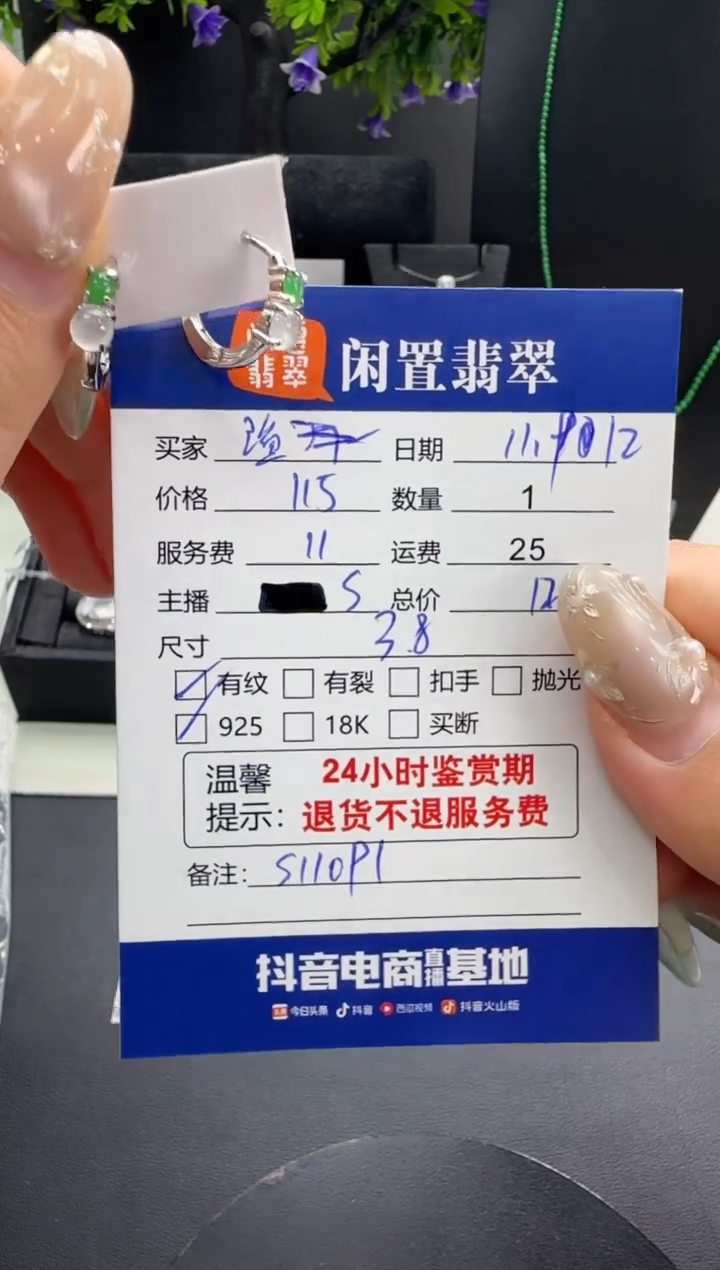 翡翠 闲置翡翠
买家 日期
价格 115 数量 1
服务费 11 运费 25
主播 S 总价
尺寸 3.8
有纹 有裂 扣手 抛光
925 18K 买断
温馨 24小时鉴赏期
提示：退货不退服务费
备注：S110P1
抖音电商直播基地
头条 今日头条 抖音 西瓜视频 抖音火山版